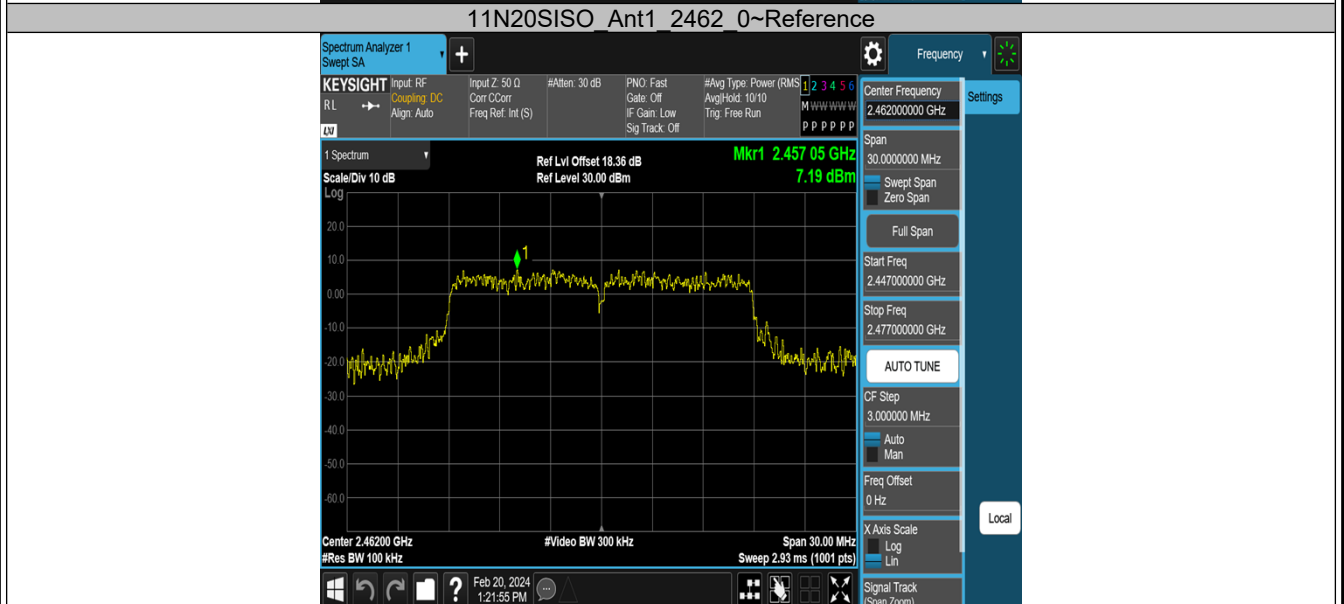 11N20SISO_Ant1_2462_0~Reference
Spectrum Analyzer 1
Swept SA
+
Frequency
KEYSIGHT
R L
LXI
Input: RF
Coupling: DC
Align: Auto
Input Z: 50 Ω
Corr CCorr
Freq Ref: Int (S)
#Atten: 30 dB
PNO: Fast
Gate: Off
IF Gain: Low
Sig Track: Off
#Avg Type: Power (RMS
Avg|Hold: 10/10
Trig: Free Run
1 2 3 4 5 6
M W W W W W
P P P P P P
Center Frequency
2.462000000 GHz
Settings
1 Spectrum
Scale/Div 10 dB
Log
Ref Lvl Offset 18.36 dB
Ref Level 30.00 dBm
Mkr1 2.457 05 GHz
7.19 dBm
Span
30.0000000 MHz
Swept Span
Zero Span
Full Span
Start Freq
2.447000000 GHz
Stop Freq
2.477000000 GHz
AUTO TUNE
CF Step
3.000000 MHz
Auto
Man
Freq Offset
0 Hz
X Axis Scale
Log
Lin
Local
Signal Track
(Span Zoom)
20.0
10.0
1
0.00
-10.0
-20.0
-30.0
-40.0
-50.0
-60.0
Center 2.46200 GHz
#Res BW 100 kHz
#Video BW 300 kHz
Span 30.00 MHz
Sweep 2.93 ms (1001 pts)
?
Feb 20, 2024
1:21:55 PM